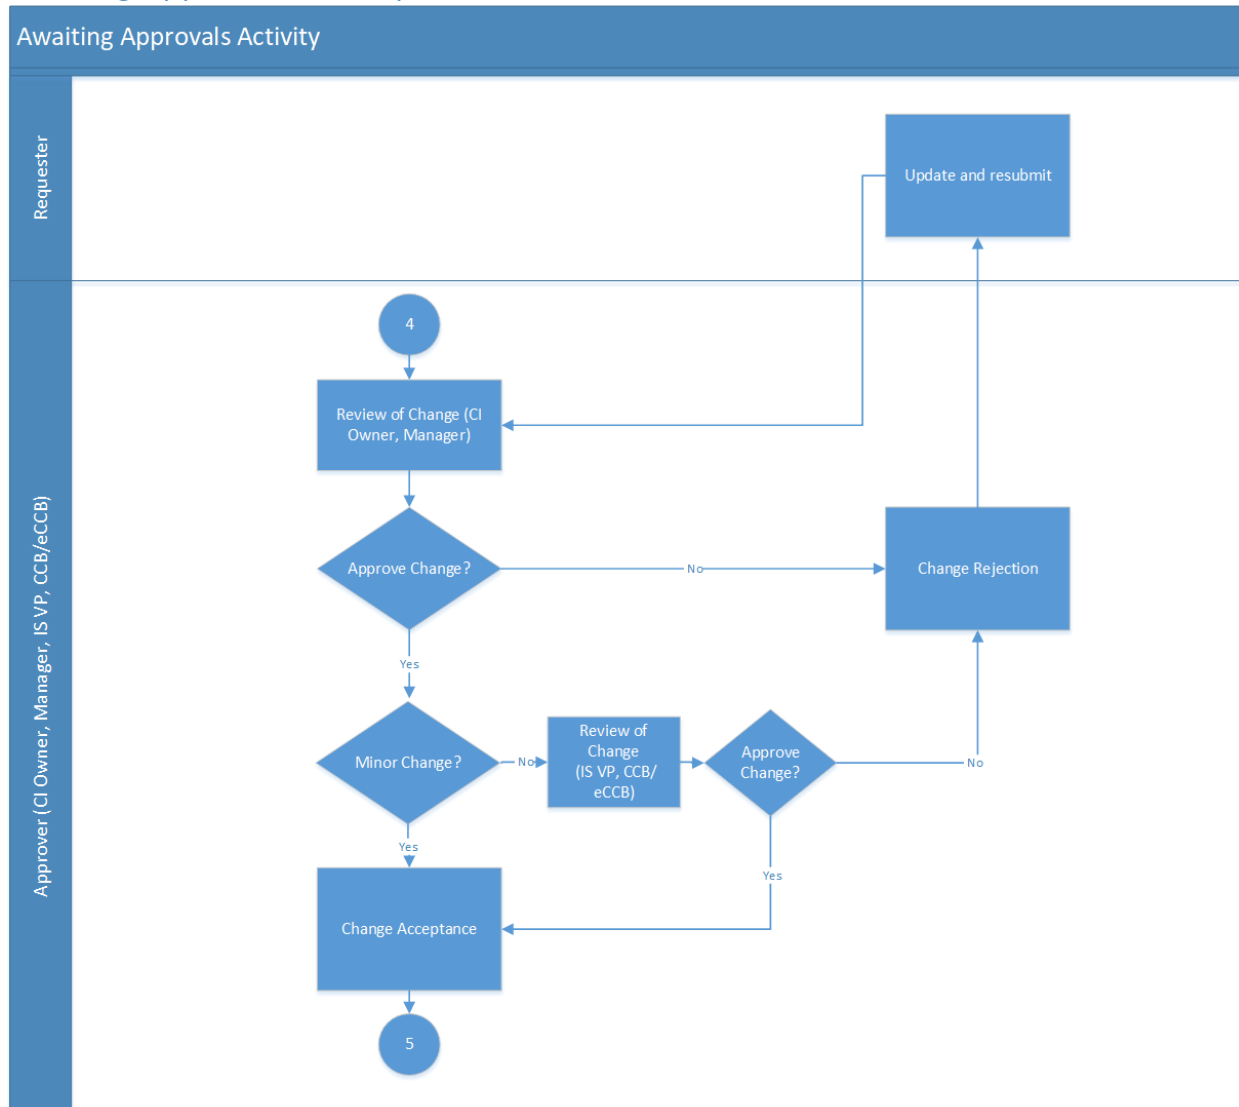 Awaiting Approvals Activity
Requester
Update and resubmit
Approver (CI Owner, Manager, IS VP, CCB/eCCB)
4
Review of Change (CI
Owner, Manager)
Approve Change?
No
Change Rejection
Yes
Minor Change?
No
Review of
Change
(IS VP, CCB/
eCCB)
Approve
Change?
No
Yes
Yes
Change Acceptance
5